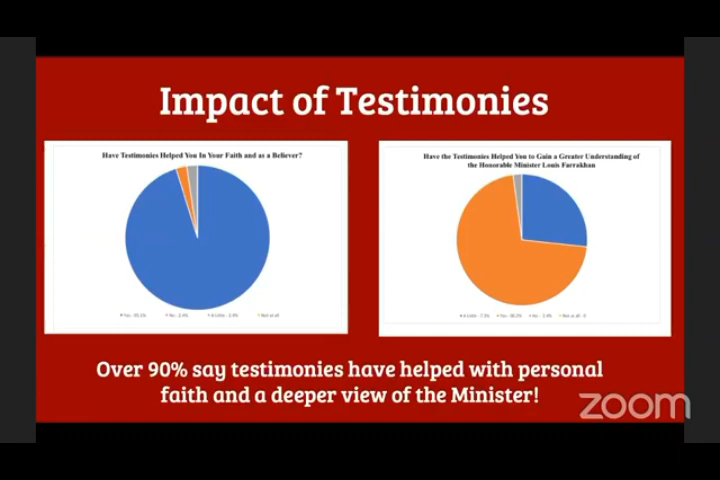 Impact of Testimonies
Have Testimonies Helped You In Your Faith and as a Believer?
Have the Testimonies Helped You to Gain a Greater Understanding of
the Honorable Minister Louis Farrakhan
Over 90% say testimonies have helped with personal
faith and a deeper view of the Minister!
zoom